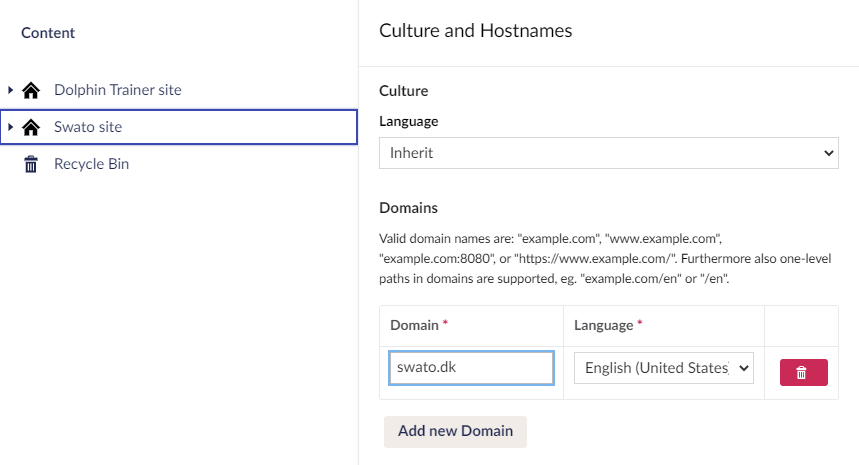 Content
Dolphin Trainer site
Swato site
Recycle Bin
Culture and Hostnames
Culture
Language
Inherit
Domains
Valid domain names are: "example.com", "www.example.com",
"example.com:8080", or "https://www.example.com/". Furthermore also one-level
paths in domains are supported, eg. "example.com/en" or "/en".
Domain * Language *
swato.dk English (United States)
Add new Domain